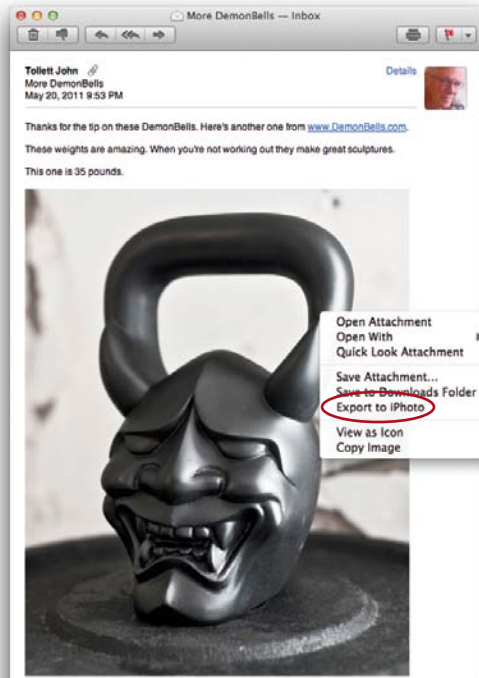 More DemonBells — Inbox
Tollett John
Details
More DemonBells
May 20, 2011 9:53 PM
Thanks for the tip on these DemonBells. Here's another one from www.DemonBells.com.
These weights are amazing. When you're not working out they make great sculptures.
This one is 35 pounds.
Open Attachment
Open With
Quick Look Attachment
Save Attachment...
Save to Downloads Folder
Export to iPhoto
View as Icon
Copy Image